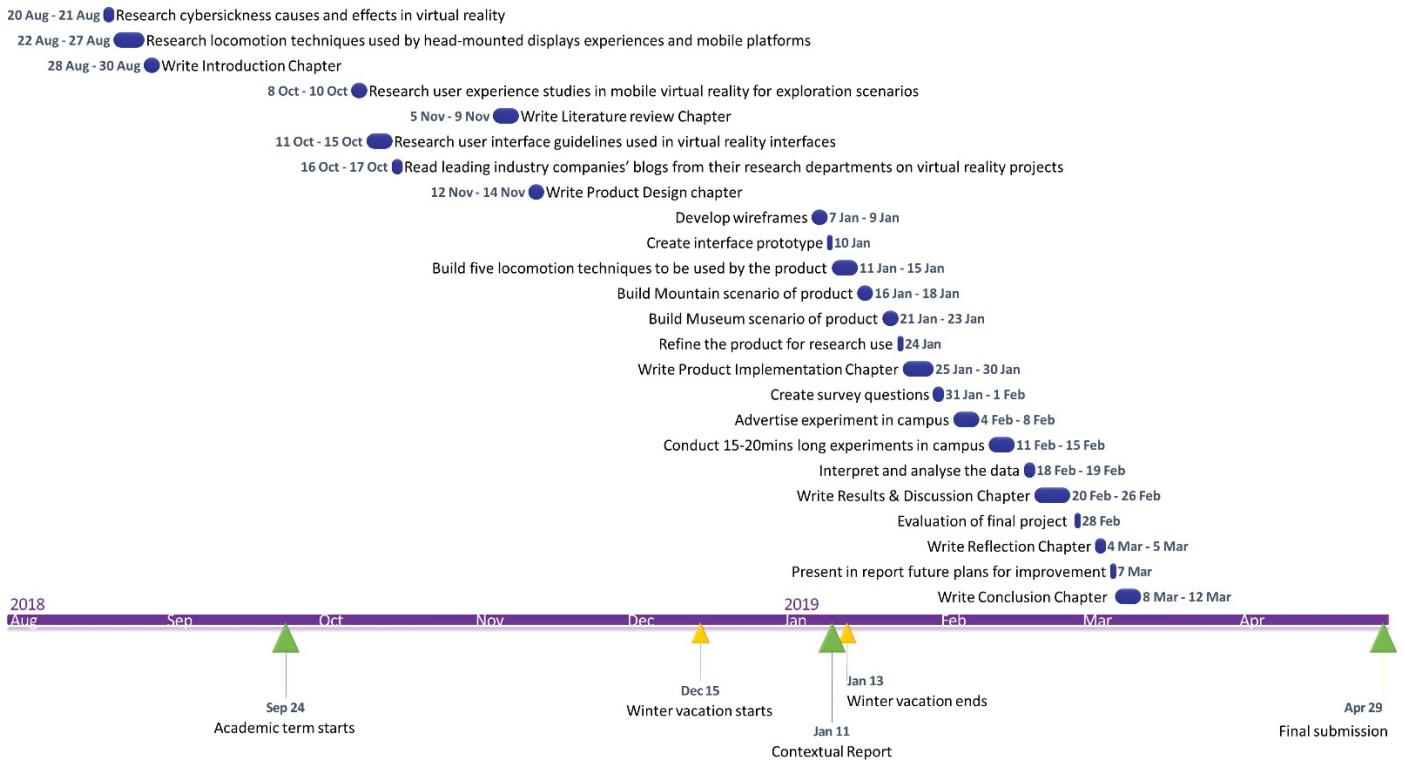 20 Aug - 21 Aug Research cybersickness causes and effects in virtual reality
22 Aug - 27 Aug Research locomotion techniques used by head-mounted displays experiences and mobile platforms
28 Aug - 30 Aug Write Introduction Chapter
8 Oct - 10 Oct Research user experience studies in mobile virtual reality for exploration scenarios
5 Nov - 9 Nov Write Literature review Chapter
11 Oct - 15 Oct Research user interface guidelines used in virtual reality interfaces
16 Oct - 17 Oct Read leading industry companies’ blogs from their research departments on virtual reality projects
12 Nov - 14 Nov Write Product Design chapter
Develop wireframes 7 Jan - 9 Jan
Create interface prototype 10 Jan
Build five locomotion techniques to be used by the product 11 Jan - 15 Jan
Build Mountain scenario of product 16 Jan - 18 Jan
Build Museum scenario of product 21 Jan - 23 Jan
Refine the product for research use 24 Jan
Write Product Implementation Chapter 25 Jan - 30 Jan
Create survey questions 31 Jan - 1 Feb
Advertise experiment in campus 4 Feb - 8 Feb
Conduct 15-20mins long experiments in campus 11 Feb - 15 Feb
Interpret and analyse the data 18 Feb - 19 Feb
Write Results & Discussion Chapter 20 Feb - 26 Feb
Evaluation of final project 28 Feb
Write Reflection Chapter 4 Mar - 5 Mar
Present in report future plans for improvement 7 Mar
Write Conclusion Chapter 8 Mar - 12 Mar
2018 2019
Aug Sep Oct Nov Dec Jan Feb Mar Apr
Sep 24
Academic term starts
Dec 15
Winter vacation starts
Jan 11
Contextual Report
Jan 13
Winter vacation ends
Apr 29
Final submission